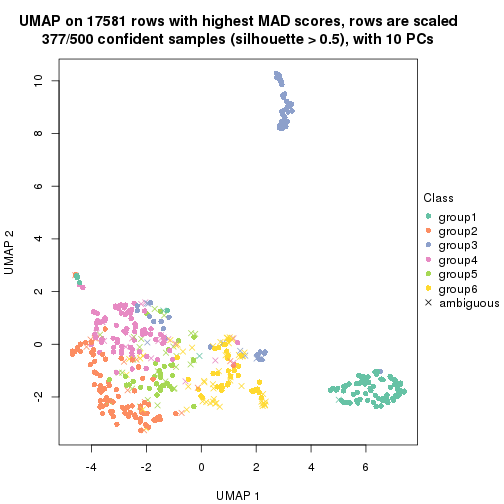 UMAP on 17581 rows with highest MAD scores, rows are scaled
377/500 confident samples (silhouette > 0.5), with 10 PCs
10
8
6
4
2
0
-2
UMAP 2
-4
-2
0
2
4
6
UMAP 1
Class
group1
group2
group3
group4
group5
group6
ambiguous